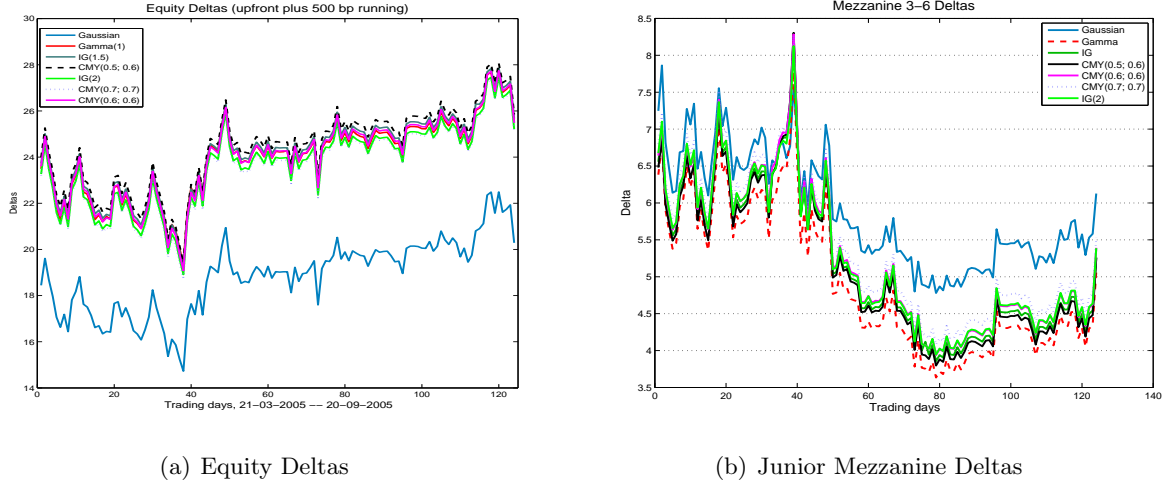 Equity Deltas (upfront plus 500 bp running)
30
28
26
24
22
20
18
16
14
Deltas
Gaussian
Gamma(1)
IG(1.5)
CMY(0.5; 0.6)
IG(2)
CMY(0.7; 0.7)
CMY(0.6; 0.6)
0 20 40 60 80 100 120
Trading days, 21−03−2005 −− 20−09−2005
(a) Equity Deltas
Mezzanine 3−6 Deltas
8.5
8
7.5
7
6.5
6
5.5
5
4.5
4
3.5
Delta
Gaussian
Gamma
IG
CMY(0.5; 0.6)
CMY(0.6; 0.6)
CMY(0.7; 0.7)
IG(2)
0 20 40 60 80 100 120 140
Trading days
(b) Junior Mezzanine Deltas